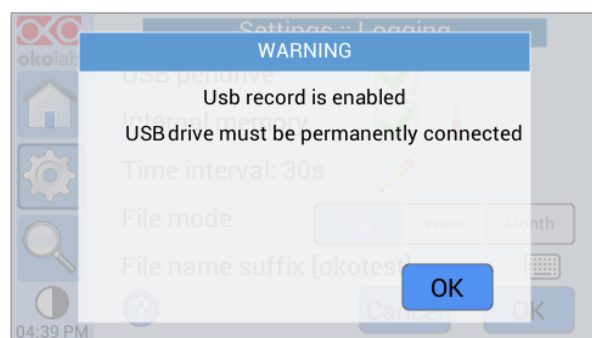 Settings :: Logging
okolab
WARNING
USB pendrive
Usb record is enabled
Internal memory
USB drive must be permanently connected
Time interval: 30s
File mode
Week
Month
File name suffix [okotest]
OK
?
Cancel
OK
04:39 PM